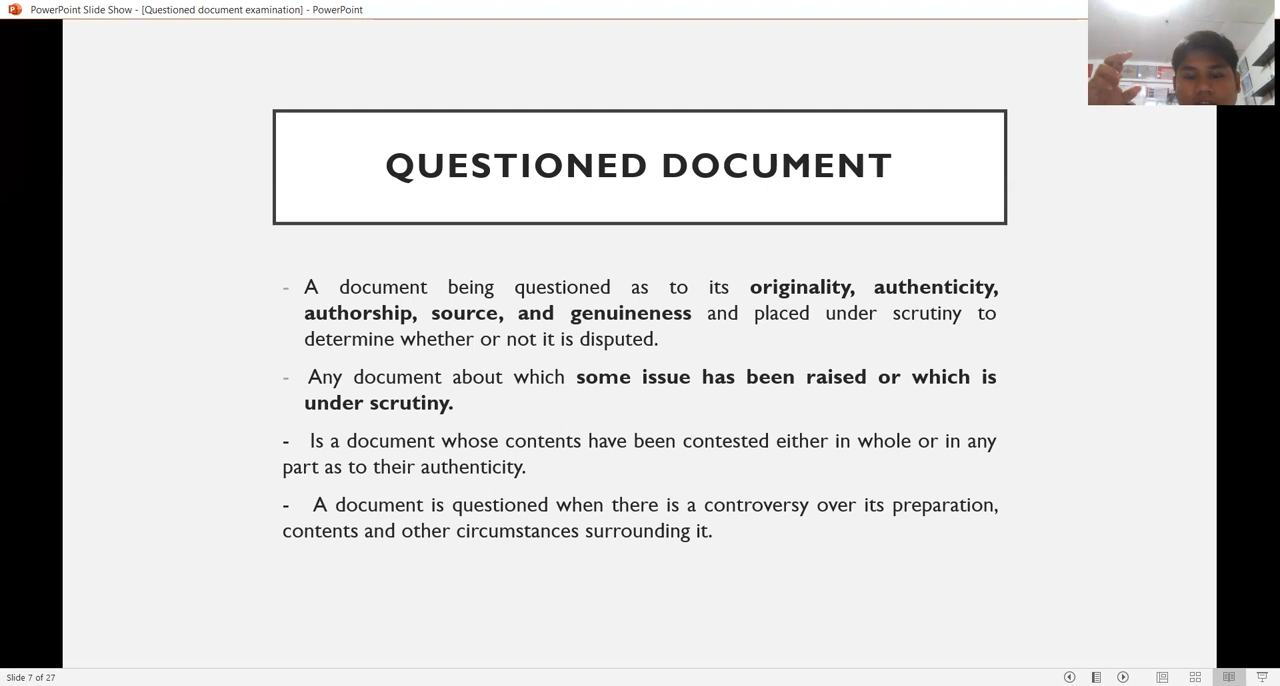 PowerPoint Slide Show - [Questioned document examination] - PowerPoint
QUESTIONED DOCUMENT
- A document being questioned as to its originality, authenticity,
authorship, source, and genuineness and placed under scrutiny to
determine whether or not it is disputed.
- Any document about which some issue has been raised or which is
under scrutiny.
- Is a document whose contents have been contested either in whole or in any
part as to their authenticity.
- A document is questioned when there is a controversy over its preparation,
contents and other circumstances surrounding it.
Slide 7 of 27